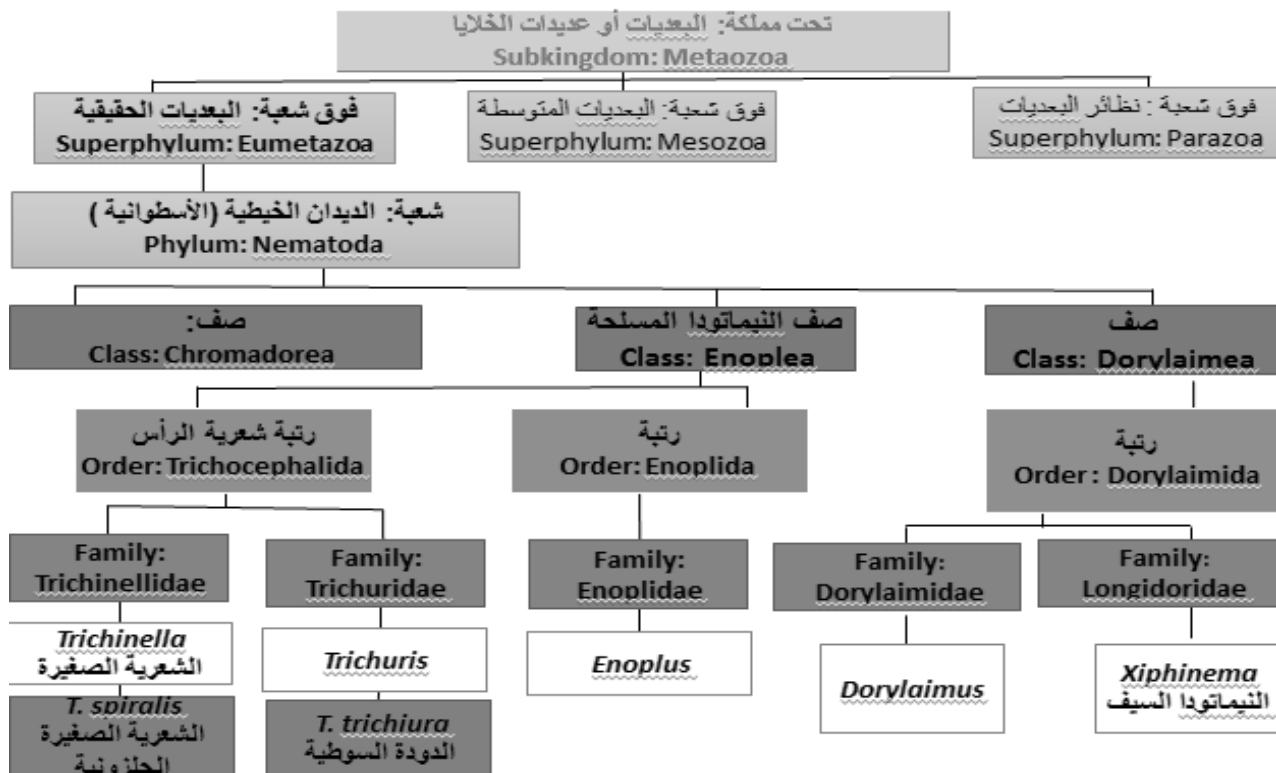 تحت مملكة: البعديات أو عديدات الخلايا
Subkingdom: Metaozoa
فوق شعبة: البعديات الحقيقية
Superphylum: Eumetazoa
فوق شعبة: البعديات المتوسطة
Superphylum: Mesozoa
فوق شعبة : نظائر البعديات
Superphylum: Parazoa
شعبة: الديدان الخيطية (الأسطوانية )
Phylum: Nematoda
صف:
Class: Chromadorea
صف النيماتودا المسلحة
Class: Enoplea
صف
Class: Dorylaimea
رتبة شعرية الرأس
Order: Trichocephalida
رتبة
Order: Enoplida
رتبة
Order : Dorylaimida
Family:
Trichinellidae
Family:
Trichuridae
Family:
Enoplidae
Family:
Dorylaimidae
Family:
Longidoridae
Trichinella
الشعرية الصغيرة
Trichuris
Enoplus
Dorylaimus
Xiphinema
النيماتودا السيف
T. spiralis
الشعرية الصغيرة
الحلزونية
T. trichiura
الدودة السوطية